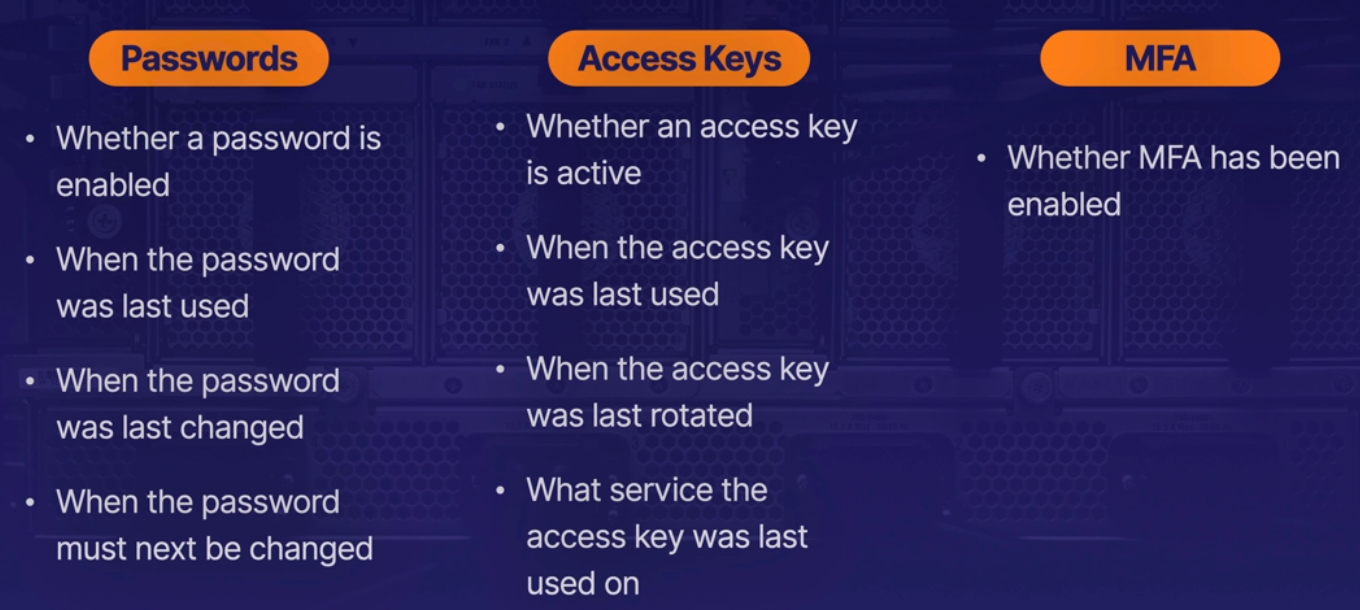 Passwords
• Whether a password is
enabled
• When the password
was last used
• When the password
was last changed
• When the password
must next be changed
Access Keys
• Whether an access key
is active
• When the access key
was last used
• When the access key
was last rotated
• What service the
access key was last
used on
MFA
• Whether MFA has been
enabled